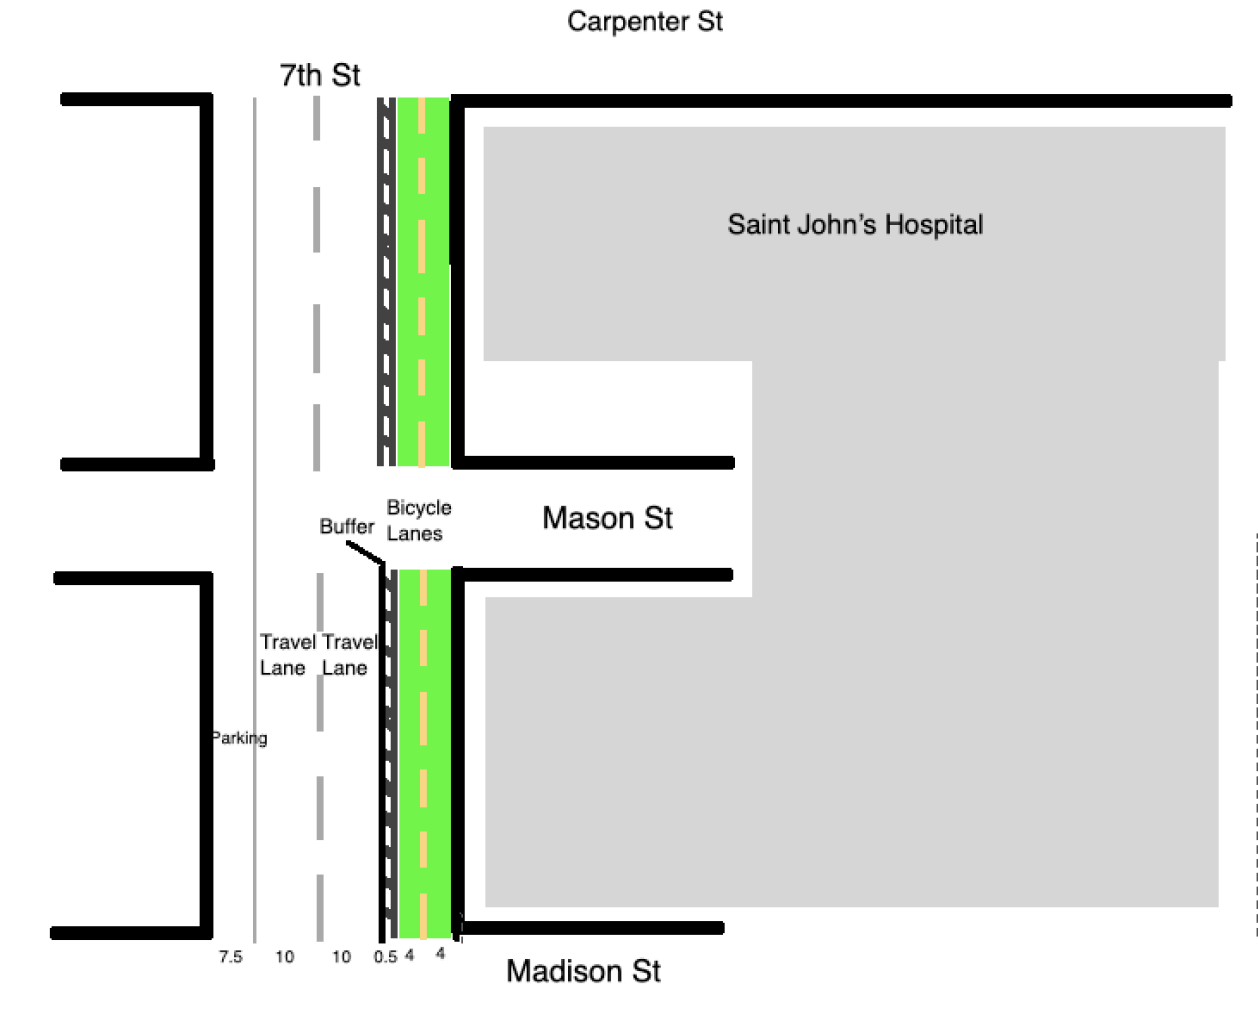 Carpenter St
7th St
Saint John's Hospital
Bicycle
Lanes
Buffer
Mason St
Travel Travel
Lane Lane
Parking
7.5 10 10 0.5 4 4
Madison St